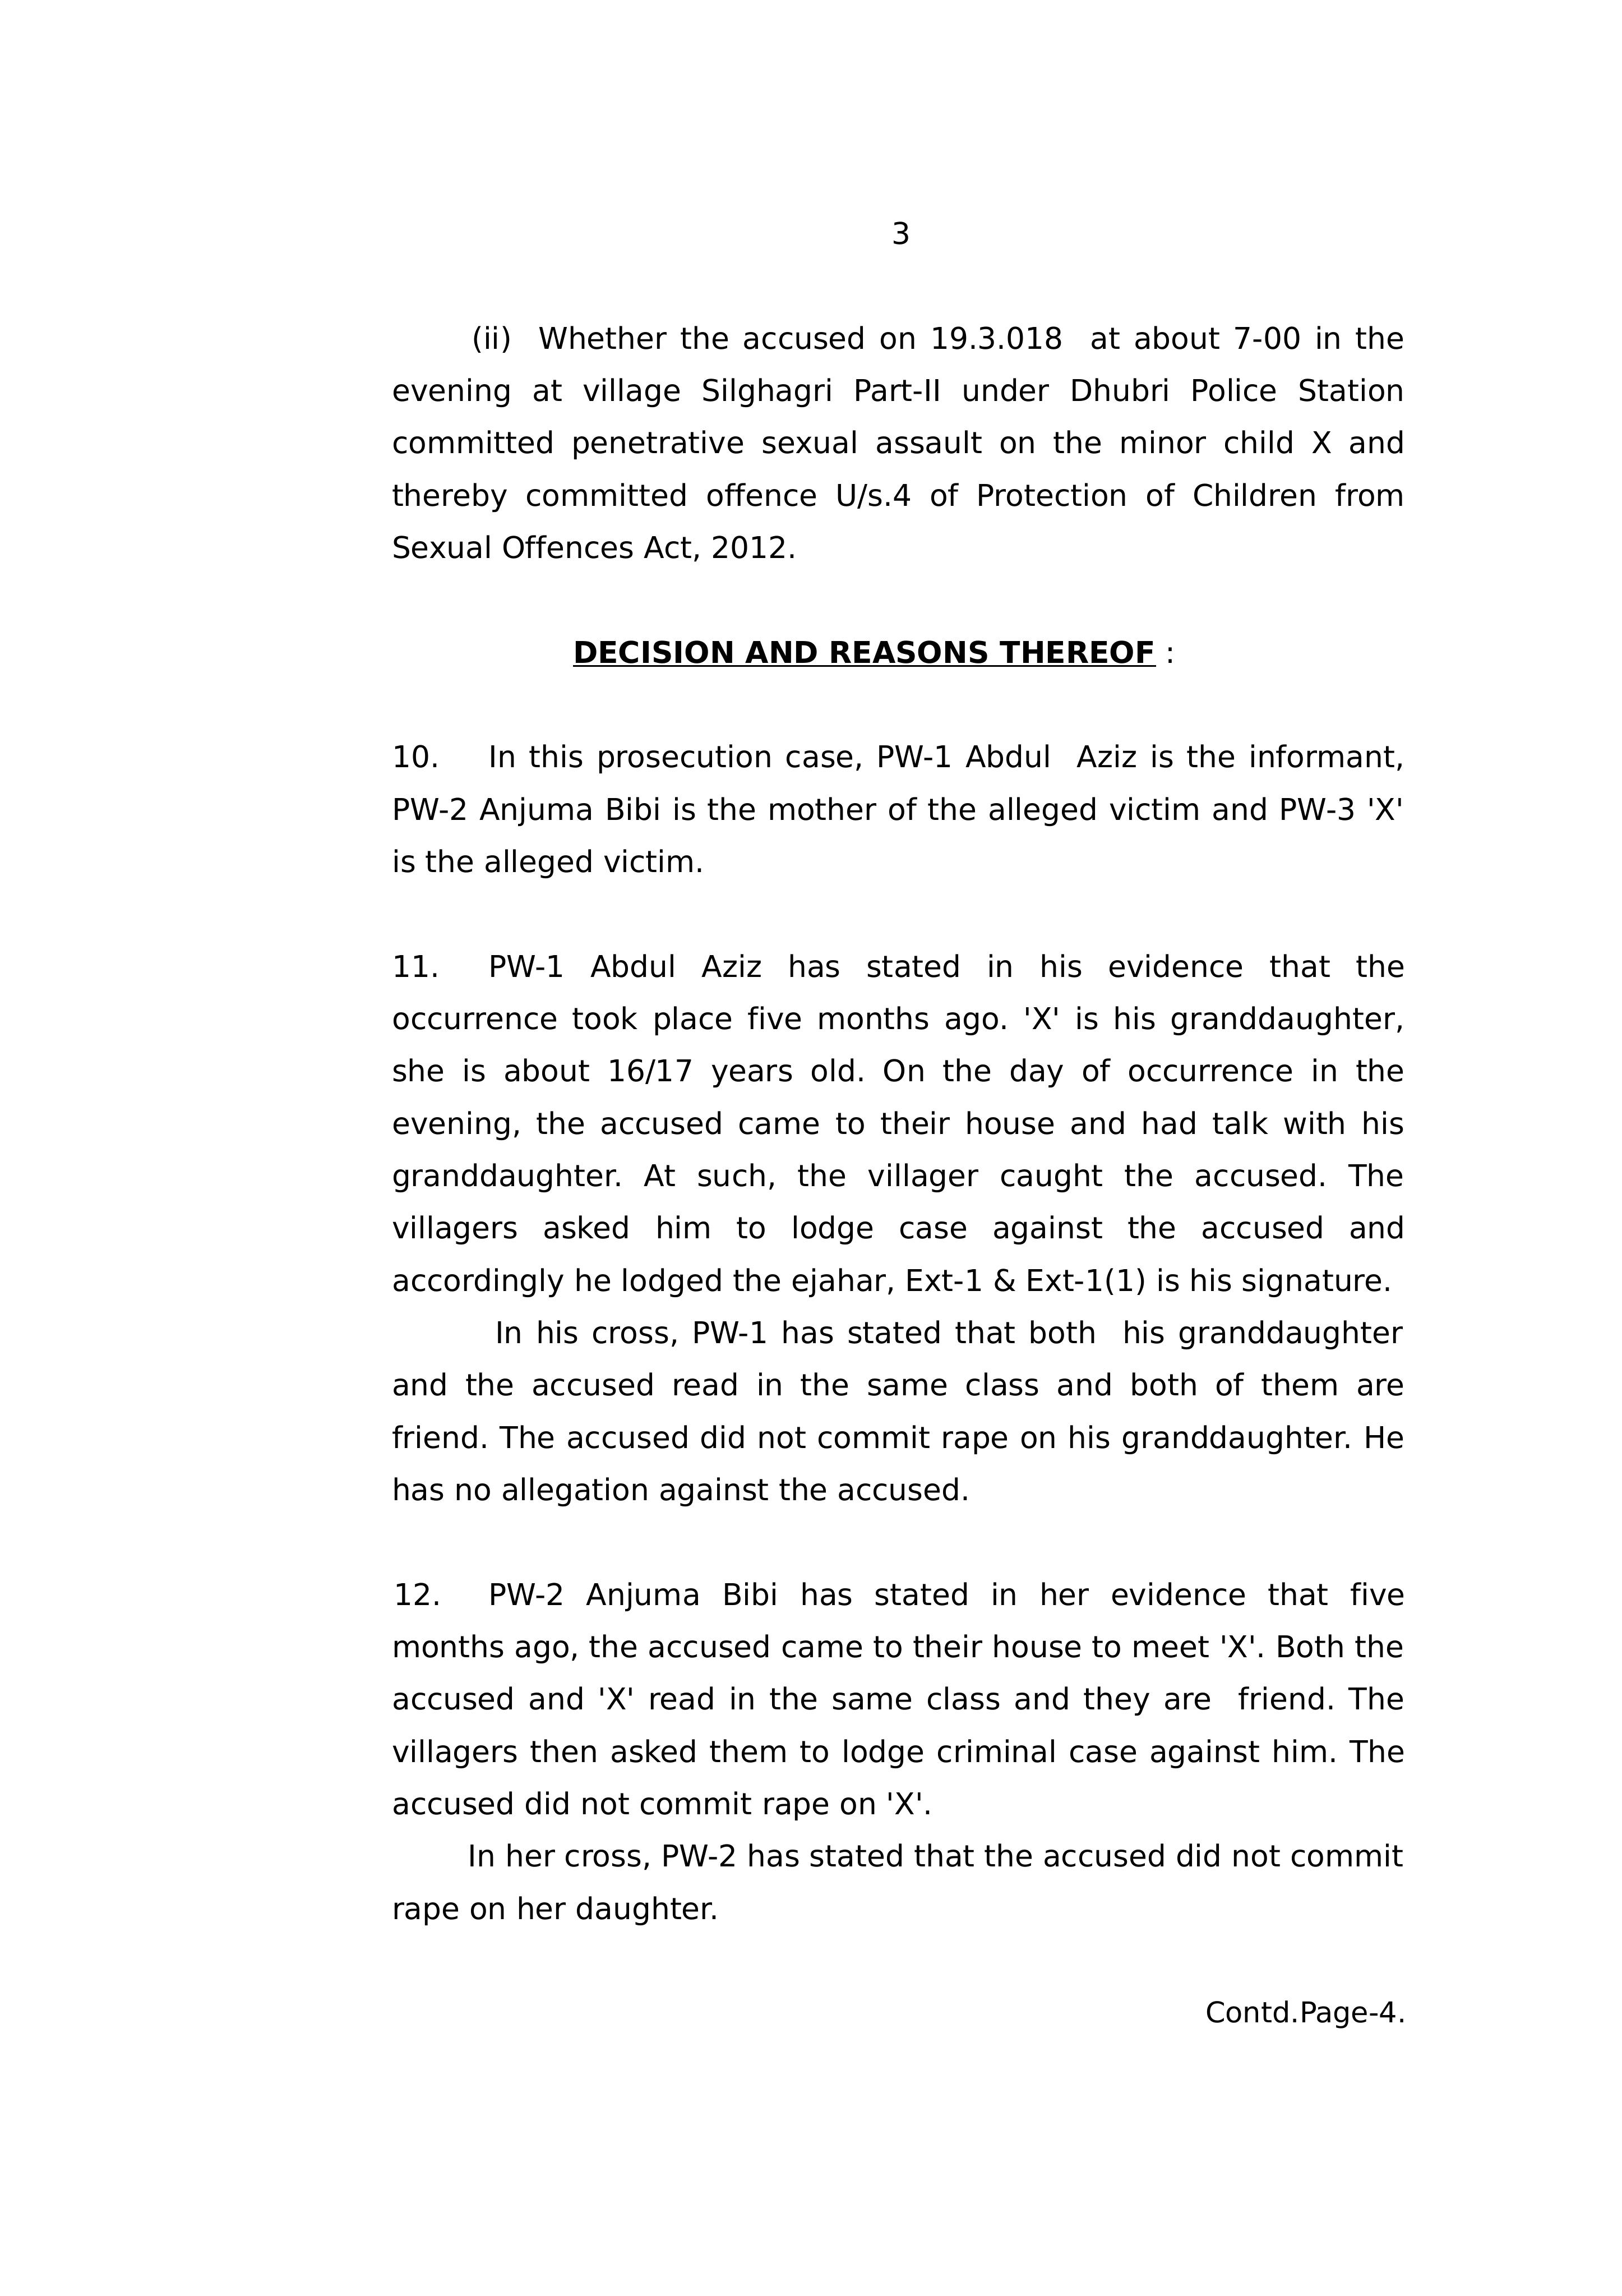 3
(ii) Whether the accused on 19.3.018 at about 7-00 in the
evening at village Silghagri Part-II under Dhubri Police Station
committed penetrative sexual assault on the minor child X and
thereby committed offence U/s.4 of Protection of Children from
Sexual Offences Act, 2012.
DECISION AND REASONS THEREOF :
10. In this prosecution case, PW-1 Abdul Aziz is the informant,
PW-2 Anjuma Bibi is the mother of the alleged victim and PW-3 'X'
is the alleged victim.
11. PW-1 Abdul Aziz has stated in his evidence that the
occurrence took place five months ago. 'X' is his granddaughter,
she is about 16/17 years old. On the day of occurrence in the
evening, the accused came to their house and had talk with his
granddaughter. At such, the villager caught the accused. The
villagers asked him to lodge case against the accused and
accordingly he lodged the ejahar, Ext-1 & Ext-1(1) is his signature.
In his cross, PW-1 has stated that both his granddaughter
and the accused read in the same class and both of them are
friend. The accused did not commit rape on his granddaughter. He
has no allegation against the accused.
12. PW-2 Anjuma Bibi has stated in her evidence that five
months ago, the accused came to their house to meet 'X'. Both the
accused and 'X' read in the same class and they are friend. The
villagers then asked them to lodge criminal case against him. The
accused did not commit rape on 'X'.
In her cross, PW-2 has stated that the accused did not commit
rape on her daughter.
Contd.Page-4.